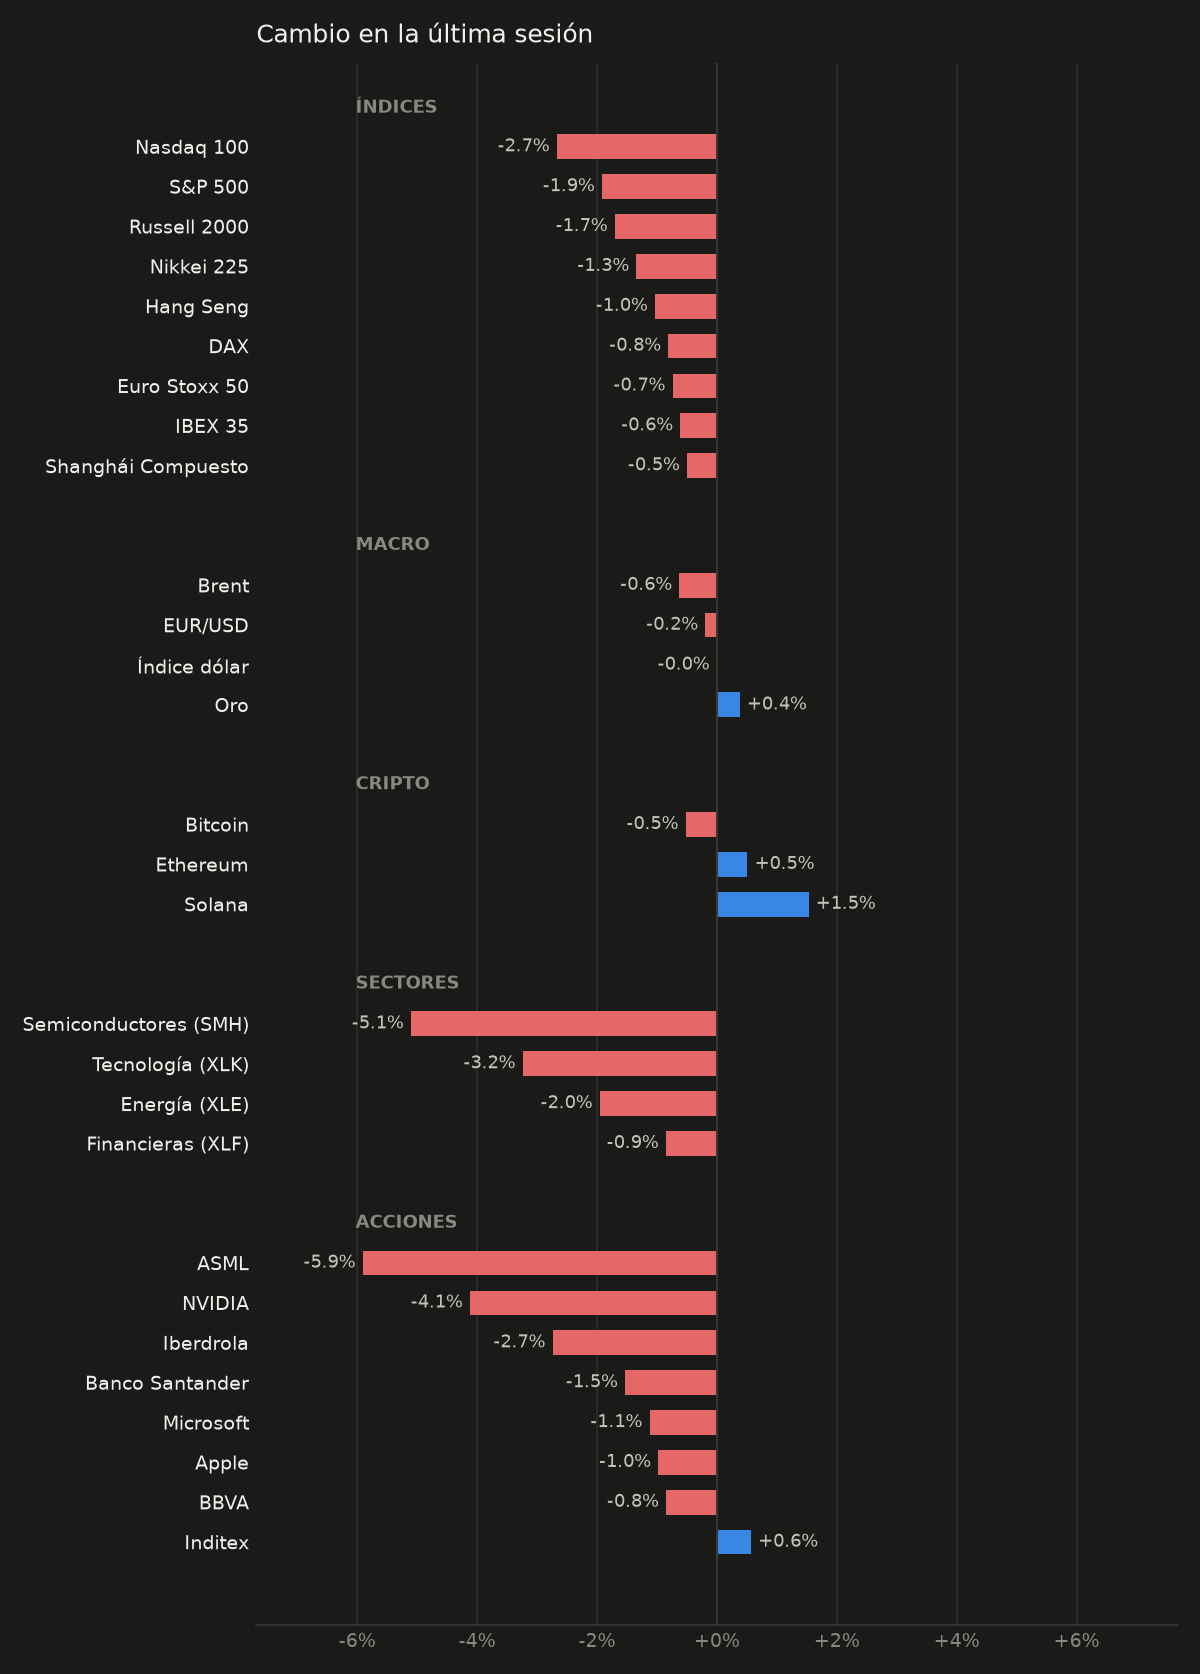 Cambio en la última sesión
ÍNDICES
Nasdaq 100 -2.7%
S&P 500 -1.9%
Russell 2000 -1.7%
Nikkei 225 -1.3%
Hang Seng -1.0%
DAX -0.8%
Euro Stoxx 50 -0.7%
IBEX 35 -0.6%
Shanghái Compuesto -0.5%
MACRO
Brent -0.6%
EUR/USD -0.2%
Índice dólar -0.0%
Oro +0.4%
CRIPTO
Bitcoin -0.5%
Ethereum +0.5%
Solana +1.5%
SECTORES
Semiconductores (SMH) -5.1%
Tecnología (XLK) -3.2%
Energía (XLE) -2.0%
Financieras (XLF) -0.9%
ACCIONES
ASML -5.9%
NVIDIA -4.1%
Iberdrola -2.7%
Banco Santander -1.5%
Microsoft -1.1%
Apple -1.0%
BBVA -0.8%
Inditex +0.6%
-6% -4% -2% +0% +2% +4% +6%